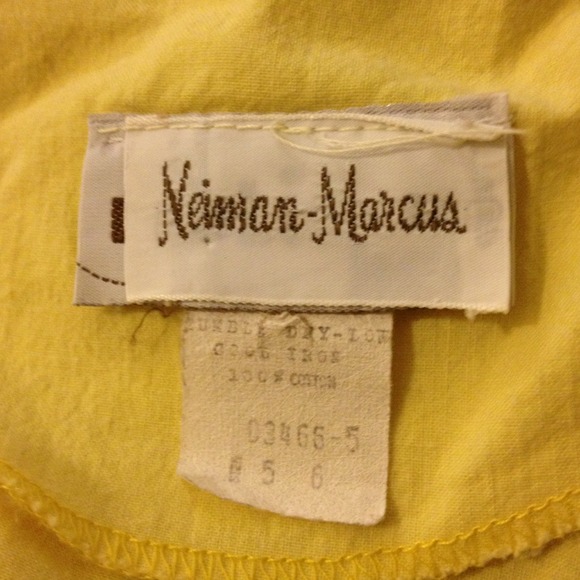 Neiman-Marcus
TUMBLE DRY-LOW
COOL IRON
100% COTTON
03466-5
5 6